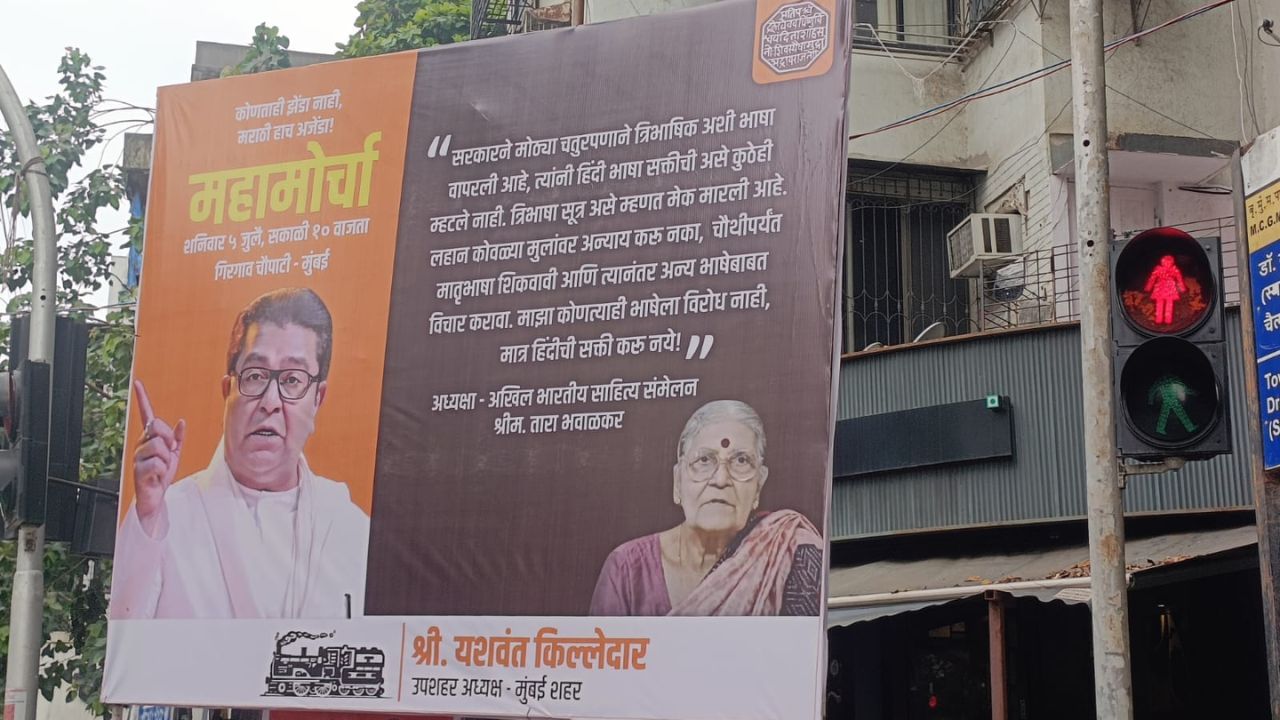 कोणताही झेंडा नाही,
मराठी हाच अजेंडा!
महामोर्चा
शनिवार ५ जुलै, सकाळी १० वाजता
गिरगाव चौपाटी - मुंबई
“ सरकारने मोठ्या चतुरपणाने त्रिभाषिक अशी भाषा
वापरली आहे, त्यांनी हिंदी भाषा सक्तीची असे कुठेही
म्हटले नाही. त्रिभाषा सूत्र असे म्हणत मेक मारली आहे.
लहान कोवळ्या मुलांवर अन्याय करू नका, चौथीपर्यंत
मातृभाषा शिकवावी आणि त्यानंतर अन्य भाषेबाबत
विचार करावा. माझा कोणत्याही भाषेला विरोध नाही,
मात्र हिंदीची सक्ती करू नये! ”
अध्यक्षा - अखिल भारतीय साहित्य संमेलन
श्रीम. तारा भवाळकर
श्री. यशवंत किल्लेदार
उपशहर अध्यक्ष - मुंबई शहर
M.C.G.
डॉ.